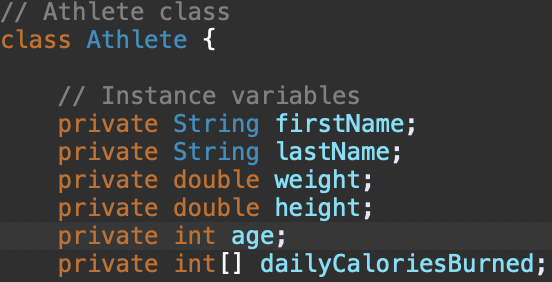 // Athlete class
class Athlete {
// Instance variables
private String firstName;
private String lastName;
private double weight;
private double height;
private int age;
private int[] dailyCaloriesBurned;